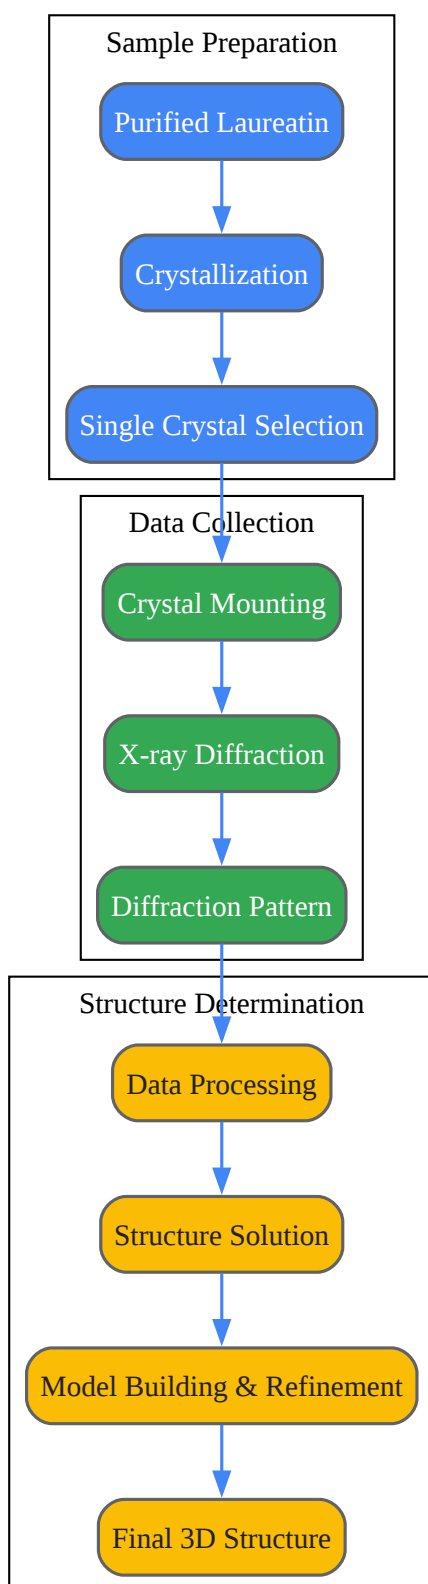 Sample Preparation
Purified Laureatin
Crystallization
Single Crystal Selection
Data Collection
Crystal Mounting
X-ray Diffraction
Diffraction Pattern
Structure Determination
Data Processing
Structure Solution
Model Building & Refinement
Final 3D Structure